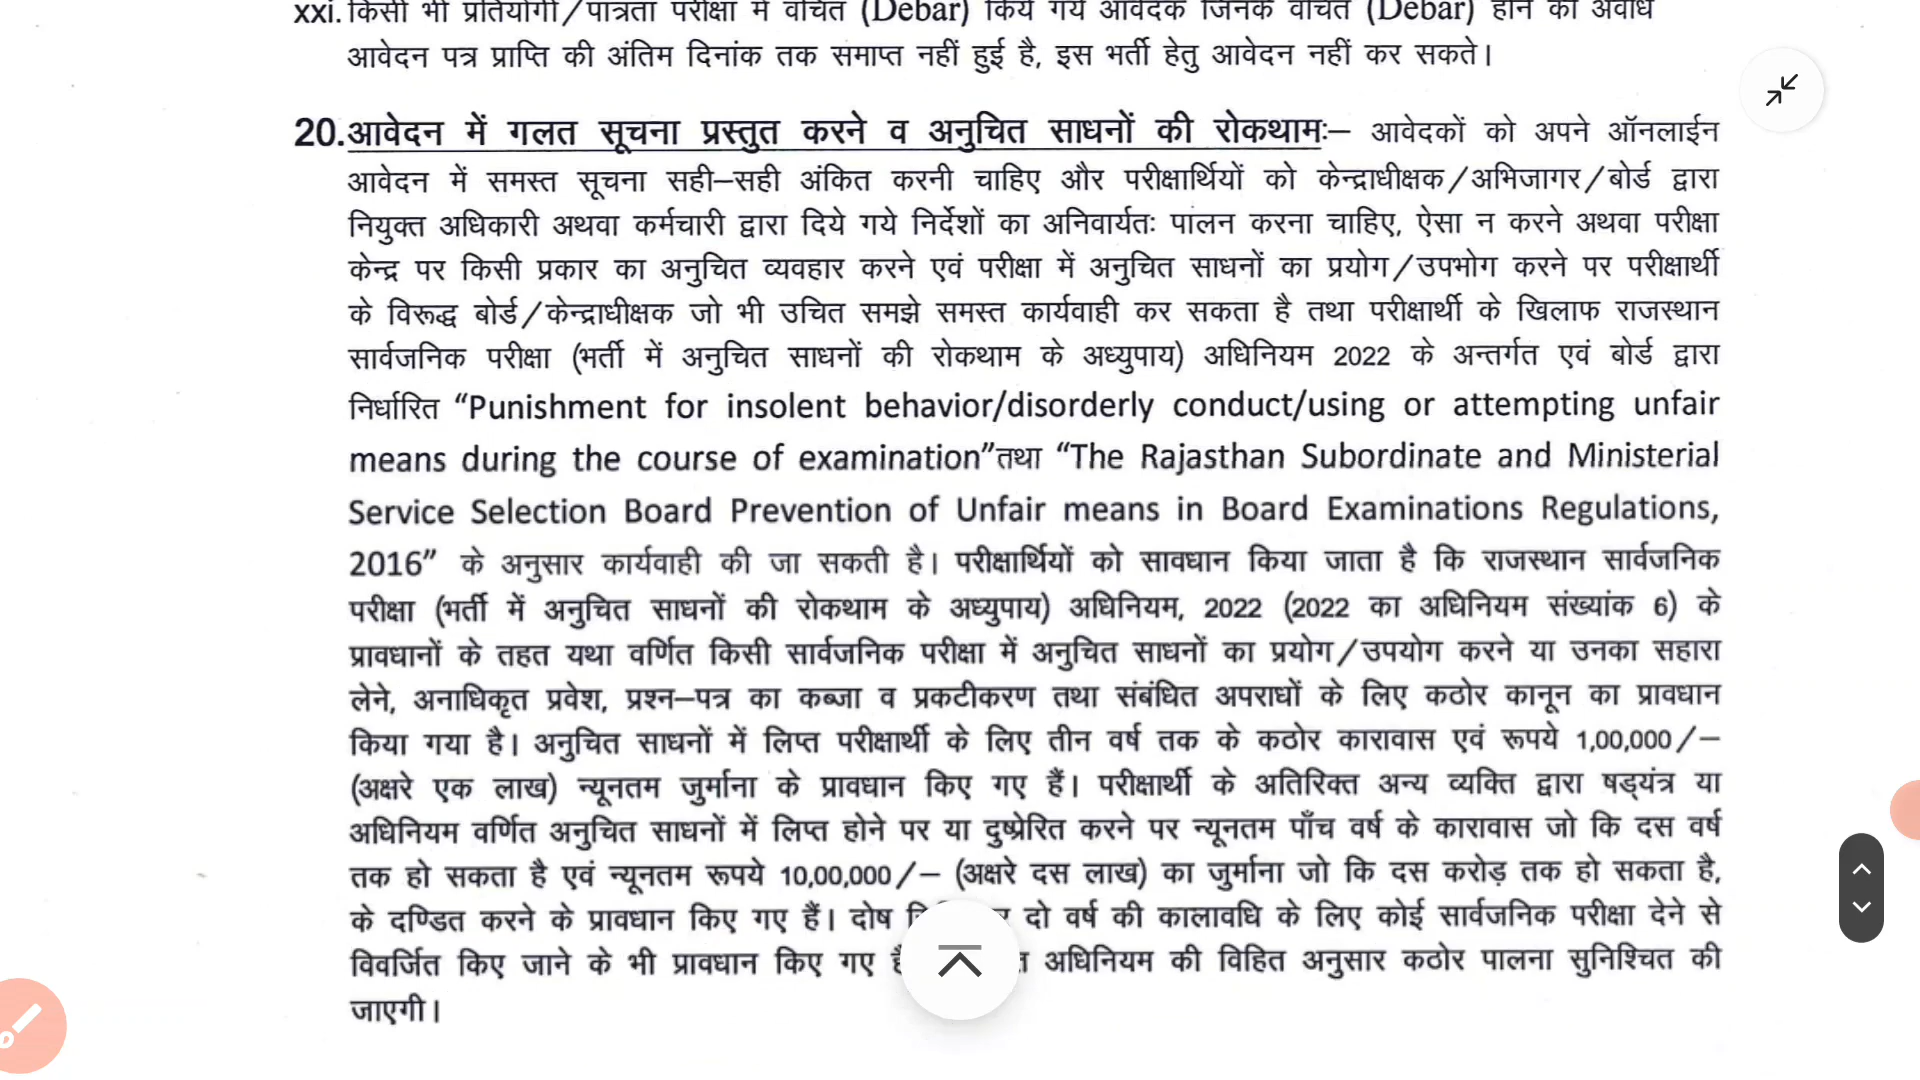 xxi. किसी भी प्रतियोगी/पात्रता परीक्षा में वंचित (Debar) किये गये आवेदक जिनके वंचित (Debar) होने की अवधि
आवेदन पत्र प्राप्ति की अंतिम दिनांक तक समाप्त नहीं हुई है, इस भर्ती हेतु आवेदन नहीं कर सकते।
20. आवेदन में गलत सूचना प्रस्तुत करने व अनुचित साधनों की रोकथामः– आवेदकों को अपने ऑनलाईन
आवेदन में समस्त सूचना सही–सही अंकित करनी चाहिए और परीक्षार्थियों को केन्द्राधीक्षक/अभिजागर/बोर्ड द्वारा
नियुक्त अधिकारी अथवा कर्मचारी द्वारा दिये गये निर्देशों का अनिवार्यतः पालन करना चाहिए, ऐसा न करने अथवा परीक्षा
केन्द्र पर किसी प्रकार का अनुचित व्यवहार करने एवं परीक्षा में अनुचित साधनों का प्रयोग/उपभोग करने पर परीक्षार्थी
के विरूद्ध बोर्ड/केन्द्राधीक्षक जो भी उचित समझे समस्त कार्यवाही कर सकता है तथा परीक्षार्थी के खिलाफ राजस्थान
सार्वजनिक परीक्षा (भर्ती में अनुचित साधनों की रोकथाम के अध्युपाय) अधिनियम 2022 के अन्तर्गत एवं बोर्ड द्वारा
निर्धारित “Punishment for insolent behavior/disorderly conduct/using or attempting unfair
means during the course of examination”तथा “The Rajasthan Subordinate and Ministerial
Service Selection Board Prevention of Unfair means in Board Examinations Regulations,
2016” के अनुसार कार्यवाही की जा सकती है। परीक्षार्थियों को सावधान किया जाता है कि राजस्थान सार्वजनिक
परीक्षा (भर्ती में अनुचित साधनों की रोकथाम के अध्युपाय) अधिनियम, 2022 (2022 का अधिनियम संख्यांक 6) के
प्रावधानों के तहत यथा वर्णित किसी सार्वजनिक परीक्षा में अनुचित साधनों का प्रयोग/उपयोग करने या उनका सहारा
लेने, अनाधिकृत प्रवेश, प्रश्न–पत्र का कब्जा व प्रकटीकरण तथा संबंधित अपराधों के लिए कठोर कानून का प्रावधान
किया गया है। अनुचित साधनों में लिप्त परीक्षार्थी के लिए तीन वर्ष तक के कठोर कारावास एवं रूपये 1,00,000/–
(अक्षरे एक लाख) न्यूनतम जुर्माना के प्रावधान किए गए हैं। परीक्षार्थी के अतिरिक्त अन्य व्यक्ति द्वारा षड्यंत्र या
अधिनियम वर्णित अनुचित साधनों में लिप्त होने पर या दुष्प्रेरित करने पर न्यूनतम पाँच वर्ष के कारावास जो कि दस वर्ष
तक हो सकता है एवं न्यूनतम रूपये 10,00,000/– (अक्षरे दस लाख) का जुर्माना जो कि दस करोड़ तक हो सकता है,
के दण्डित करने के प्रावधान किए गए हैं। दोष दो वर्ष की कालावधि के लिए कोई सार्वजनिक परीक्षा देने से
विवर्जित किए जाने के भी प्रावधान किए गए अधिनियम की विहित अनुसार कठोर पालना सुनिश्चित की
जाएगी।